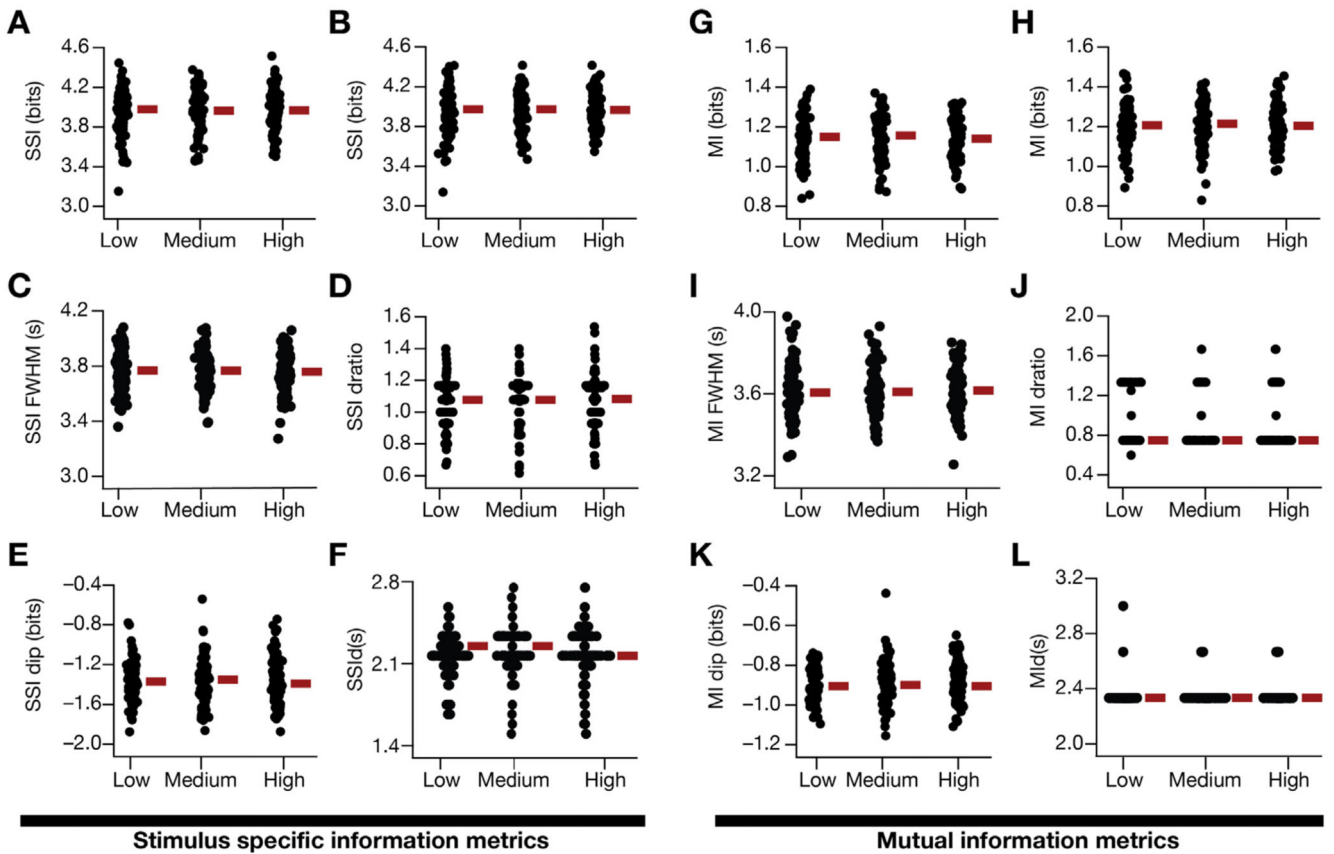 A
SSI (bits)
4.6
4.2
3.8
3.4
3.0
Low Medium High
B
SSI (bits)
4.6
4.2
3.8
3.4
3.0
Low Medium High
G
MI (bits)
1.6
1.4
1.2
1.0
0.8
Low Medium High
H
MI (bits)
1.6
1.4
1.2
1.0
0.8
Low Medium High
C
SSI FWHM (s)
4.2
3.8
3.4
3.0
Low Medium High
D
SSI dratio
1.6
1.4
1.2
1.0
0.8
0.6
Low Medium High
I
MI FWHM (s)
4.0
3.6
3.2
Low Medium High
J
MI dratio
2.0
1.6
1.2
0.8
0.4
Low Medium High
E
SSI dip (bits)
−0.4
−0.8
−1.2
−1.6
−2.0
Low Medium High
F
SSId(s)
2.8
2.1
1.4
Low Medium High
K
MI dip (bits)
−0.4
−0.6
−0.8
−1.0
−1.2
Low Medium High
L
MId(s)
3.2
2.8
2.4
2.0
Low Medium High
Stimulus specific information metrics
Mutual information metrics